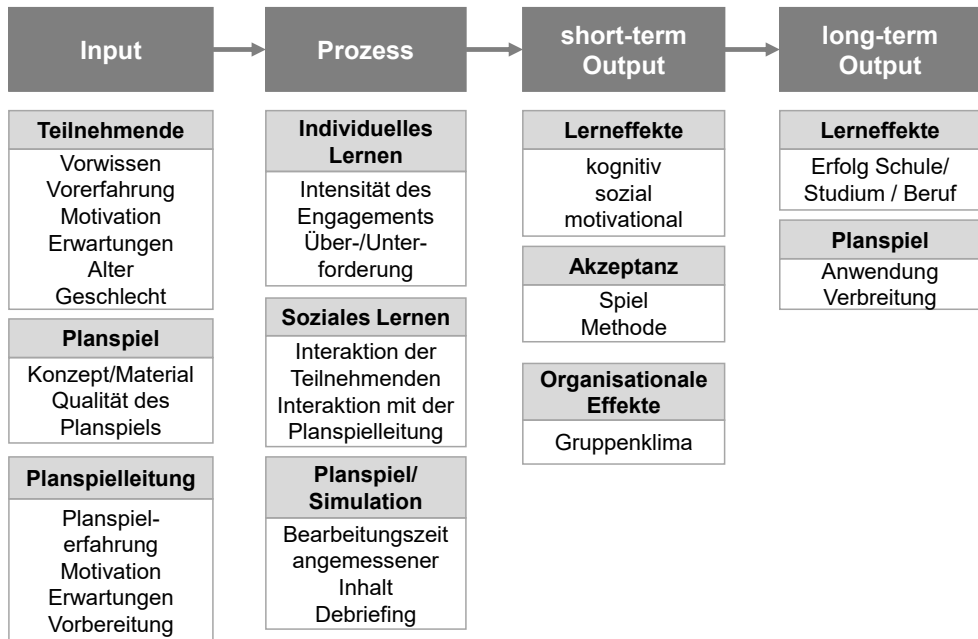 Input
Teilnehmende
Vorwissen
Vorerfahrung
Motivation
Erwartungen
Alter
Geschlecht
Planspiel
Konzept/Material
Qualität des
Planspiels
Planspielleitung
Planspiel-
erfahrung
Motivation
Erwartungen
Vorbereitung
Prozess
Individuelles
Lernen
Intensität des
Engagements
Über-/Unter-
forderung
Soziales Lernen
Interaktion der
Teilnehmenden
Interaktion mit der
Planspielleitung
Planspiel/
Simulation
Bearbeitungszeit
angemessener
Inhalt
Debriefing
short-term
Output
Lerneffekte
kognitiv
sozial
motivational
Akzeptanz
Spiel
Methode
Organisationale
Effekte
Gruppenklima
long-term
Output
Lerneffekte
Erfolg Schule/
Studium / Beruf
Planspiel
Anwendung
Verbreitung